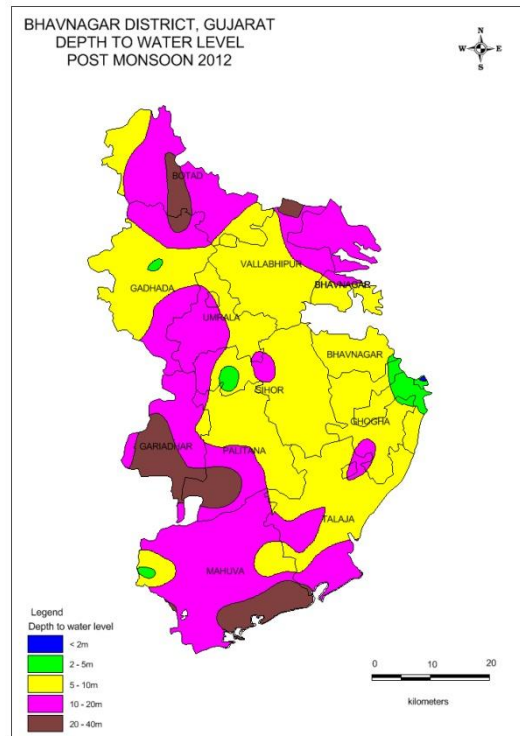 BHAVNAGAR DISTRICT, GUJARAT
DEPTH TO WATER LEVEL
POST MONSOON 2012
N
W E
S
BOTAD
VALLABHIPUR
GADHADA
BHAVNAGAR
UMRALA
BHAVNAGAR
SIHOR
GHOGHA
GARIADHAR
PALITANA
TALAJA
MAHUVA
Legend
Depth to water level
< 2m
2 - 5m
5 - 10m
10 - 20m
20 - 40m
0 10 20
kilometers